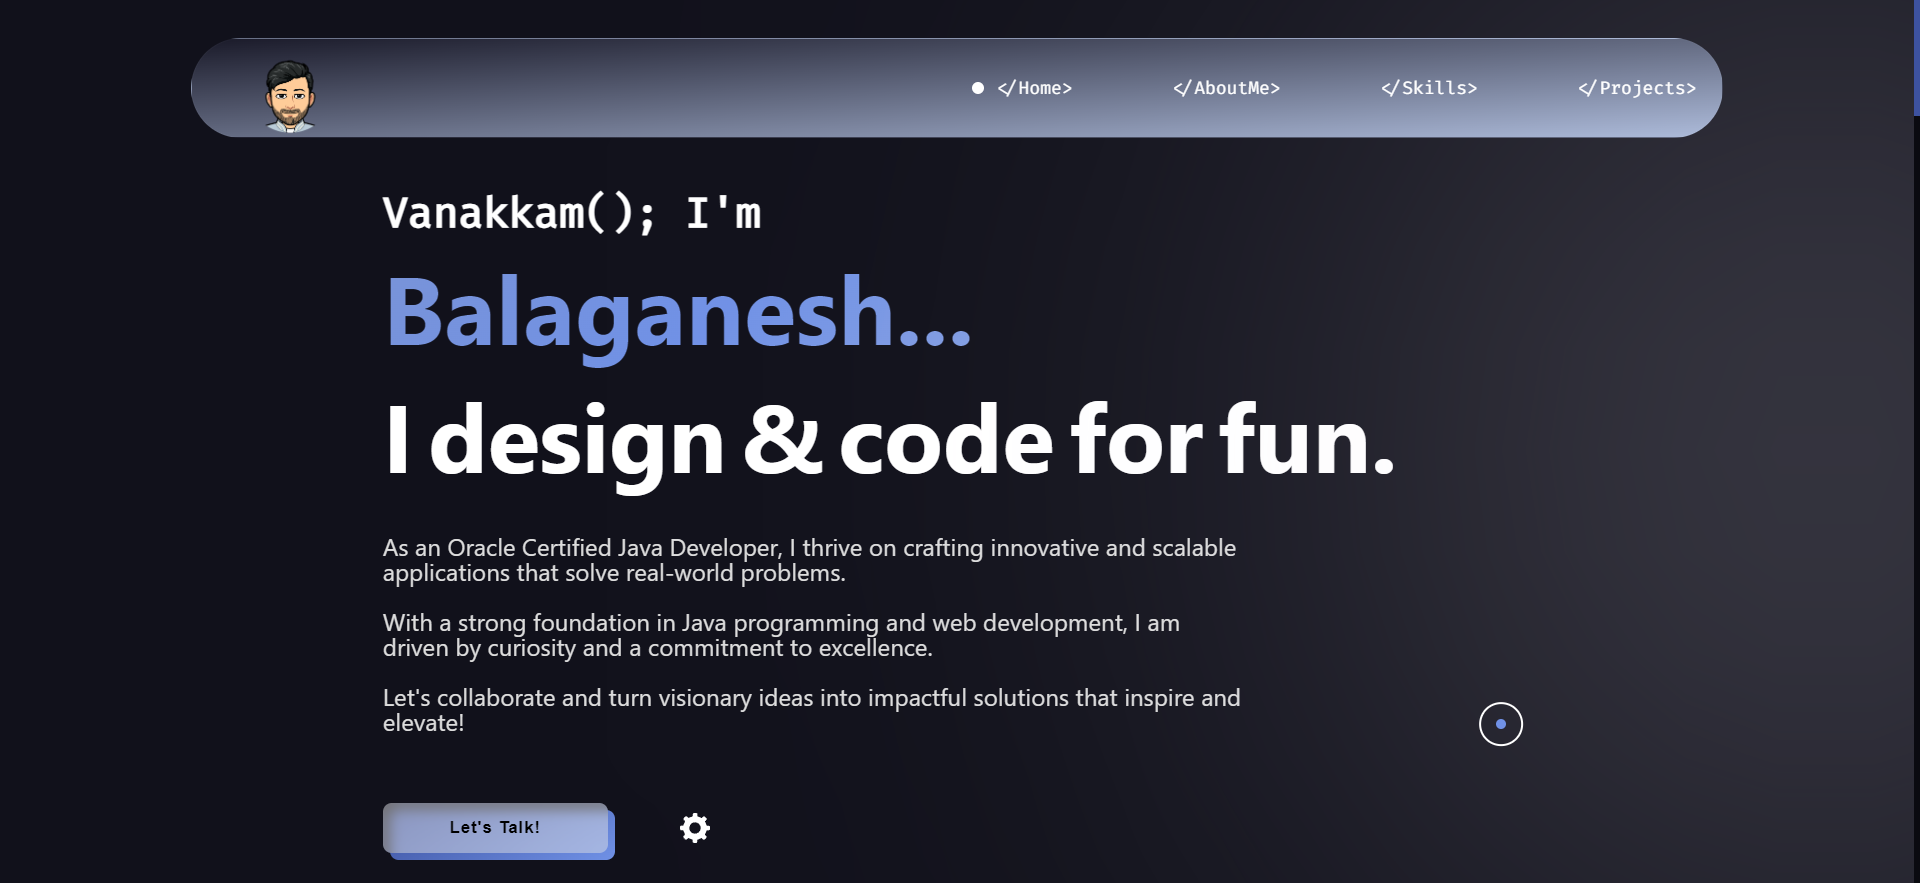 </Home> </AboutMe> </Skills> </Projects>
Vanakkam(); I'm
Balaganesh...
I design & code for fun.
As an Oracle Certified Java Developer, I thrive on crafting innovative and scalable
applications that solve real-world problems.
With a strong foundation in Java programming and web development, I am
driven by curiosity and a commitment to excellence.
Let's collaborate and turn visionary ideas into impactful solutions that inspire and
elevate!
Let's Talk!